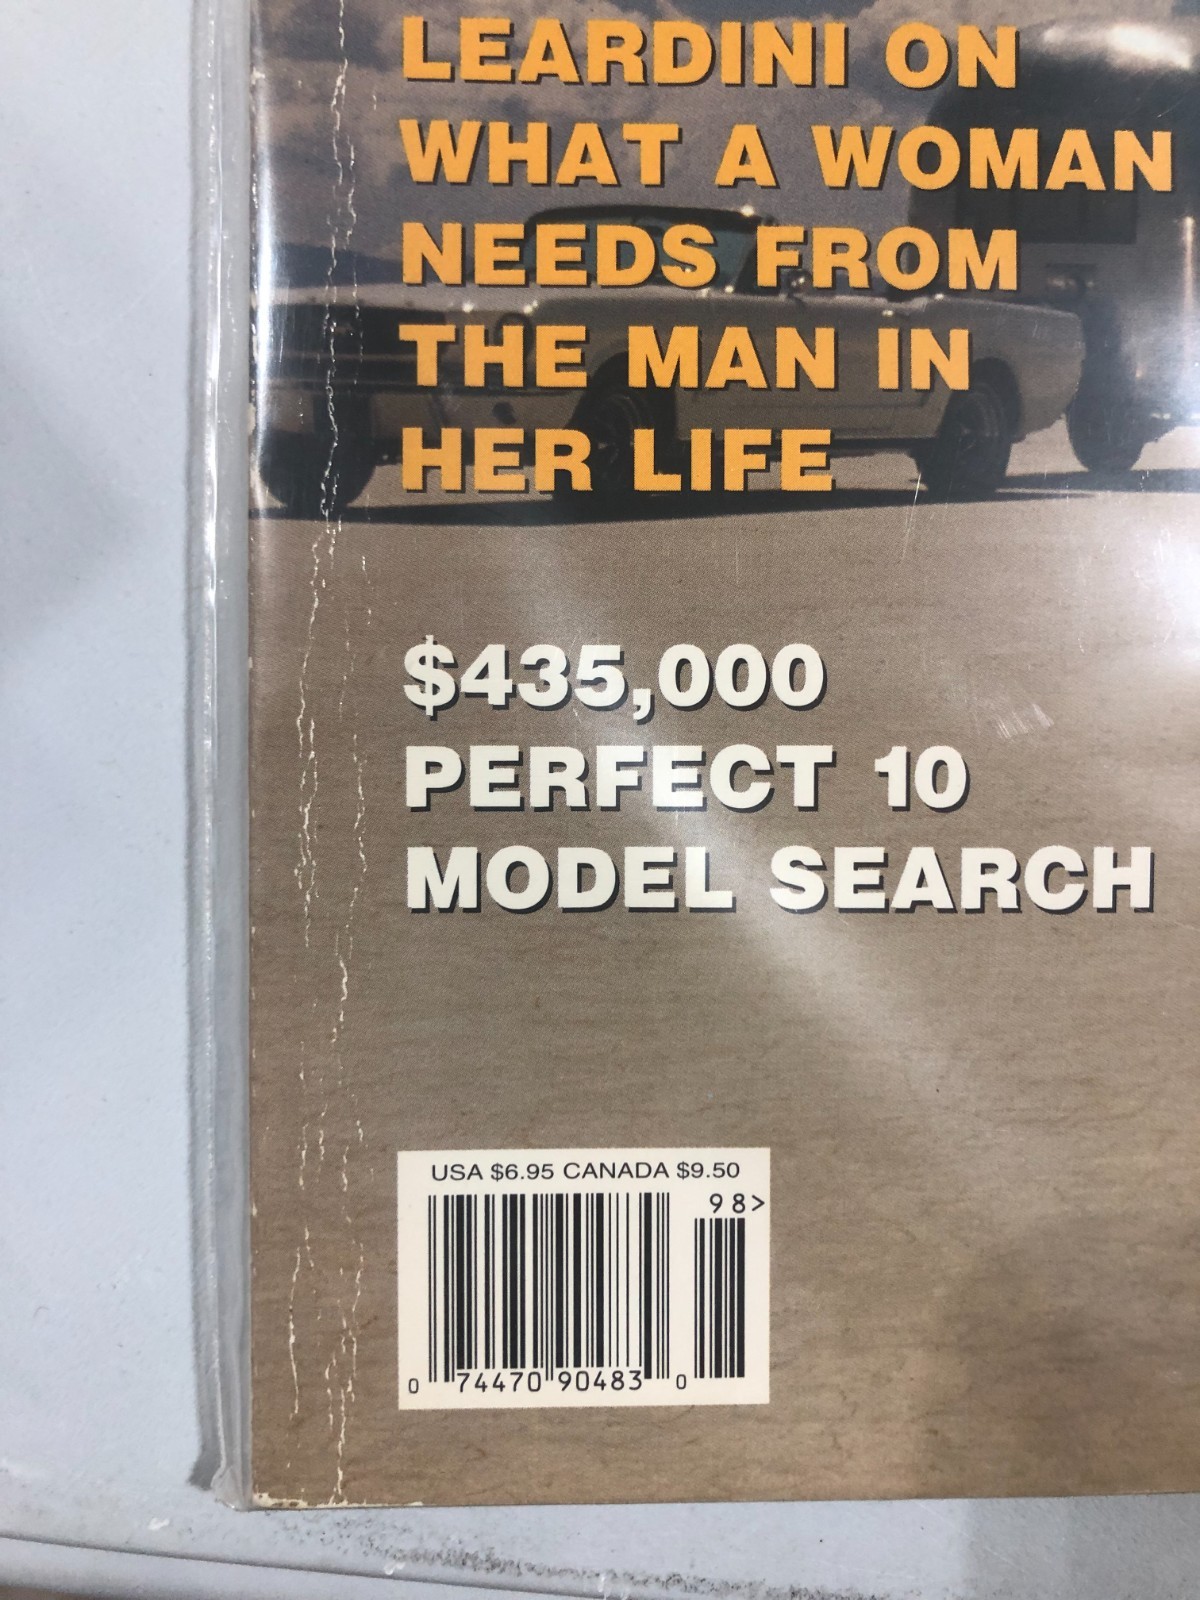 LEARDINI ON
WHAT A WOMAN
NEEDS FROM
THE MAN IN
HER LIFE
$435,000
PERFECT 10
MODEL SEARCH
USA $6.95 CANADA $9.50
98>
0 74470 90483 0